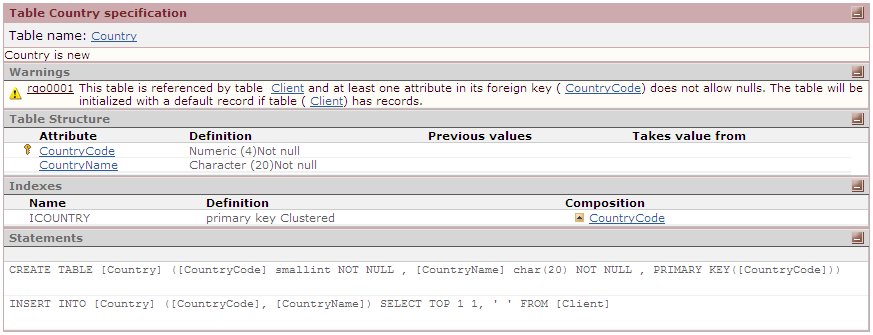 Table Country specification
Table name: Country
Country is new
Warnings
rgo0001 This table is referenced by table Client and at least one attribute in its foreign key ( CountryCode) does not allow nulls. The table will be
initialized with a default record if table ( Client) has records.
Table Structure
Attribute Definition Previous values Takes value from
CountryCode Numeric (4)Not null
CountryName Character (20)Not null
Indexes
Name Definition Composition
ICOUNTRY primary key Clustered CountryCode
Statements
CREATE TABLE [Country] ([CountryCode] smallint NOT NULL , [CountryName] char(20) NOT NULL , PRIMARY KEY([CountryCode]))
INSERT INTO [Country] ([CountryCode], [CountryName]) SELECT TOP 1 1, ' ' FROM [Client]